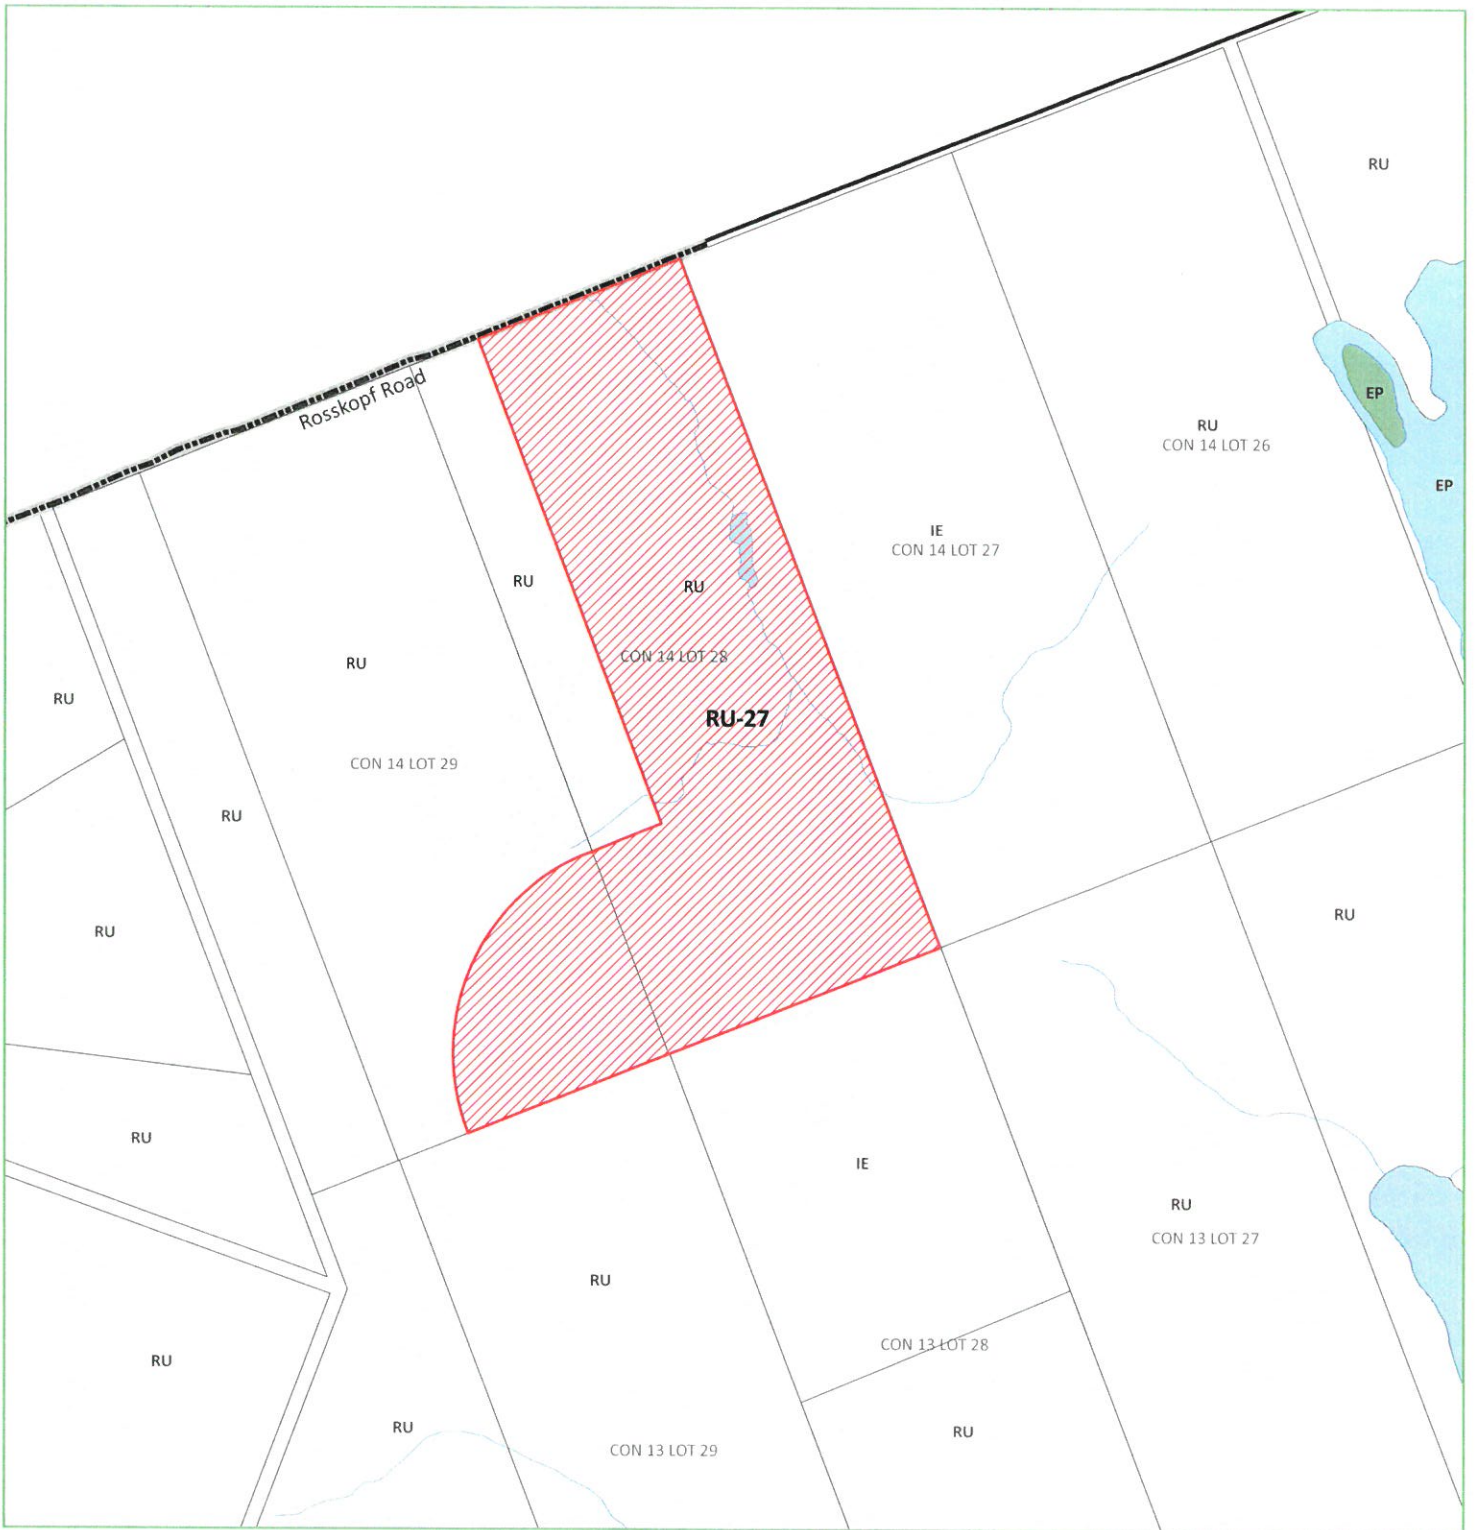 RU
EP
Rosskopf Road
RU
CON 14 LOT 26
EP
IE
CON 14 LOT 27
RU
RU
CON 14 LOT 28
RU
RU
RU-27
CON 14 LOT 29
RU
RU
RU
RU
IE
RU
CON 13 LOT 27
RU
CON 13 LOT 28
RU
RU
RU
CON 13 LOT 29